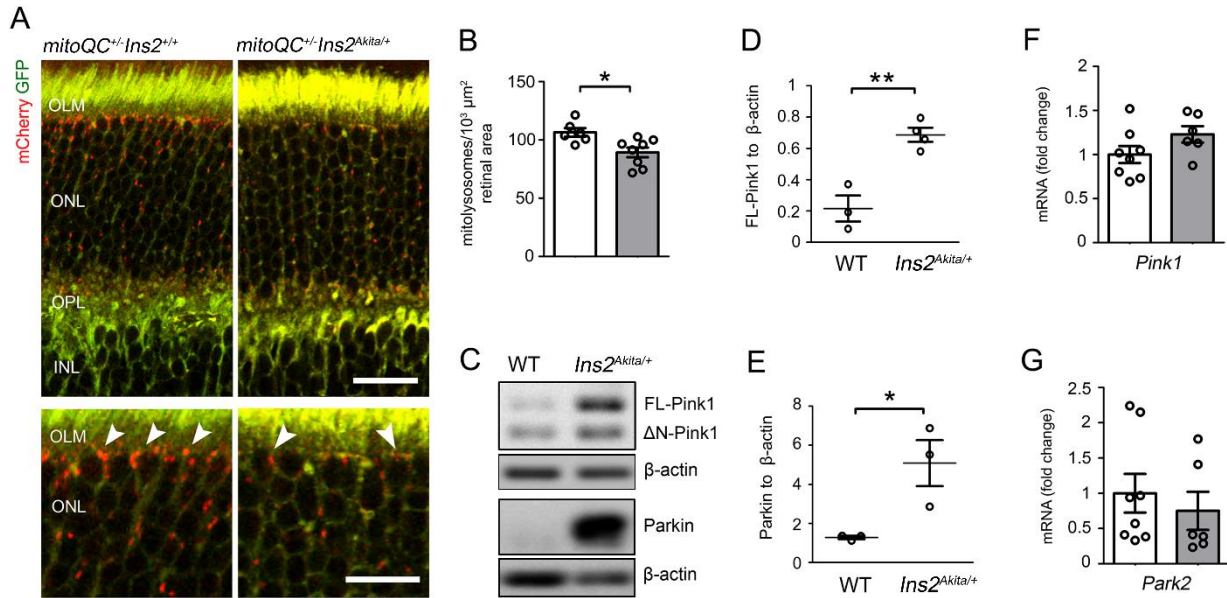 A
mitoQC+/-Ins2+/+
mitoQC+/-Ins2Akita/+
mCherry GFP
OLM
ONL
OPL
INL
OLM
ONL
B
*
mitolysosomes/10³ µm²
retinal area
150
100
50
0
C
WT
Ins2Akita/+
FL-Pink1
ΔN-Pink1
β-actin
Parkin
β-actin
D
**
FL-Pink1 to β-actin
1
0.8
0.6
0.4
0.2
0
WT
Ins2Akita/+
E
*
Parkin to β-actin
8
6
4
2
0
WT
Ins2Akita/+
F
mRNA (fold change)
2
1.5
1
0.5
0
Pink1
G
mRNA (fold change)
2.5
2
1.5
1
0.5
0
Park2